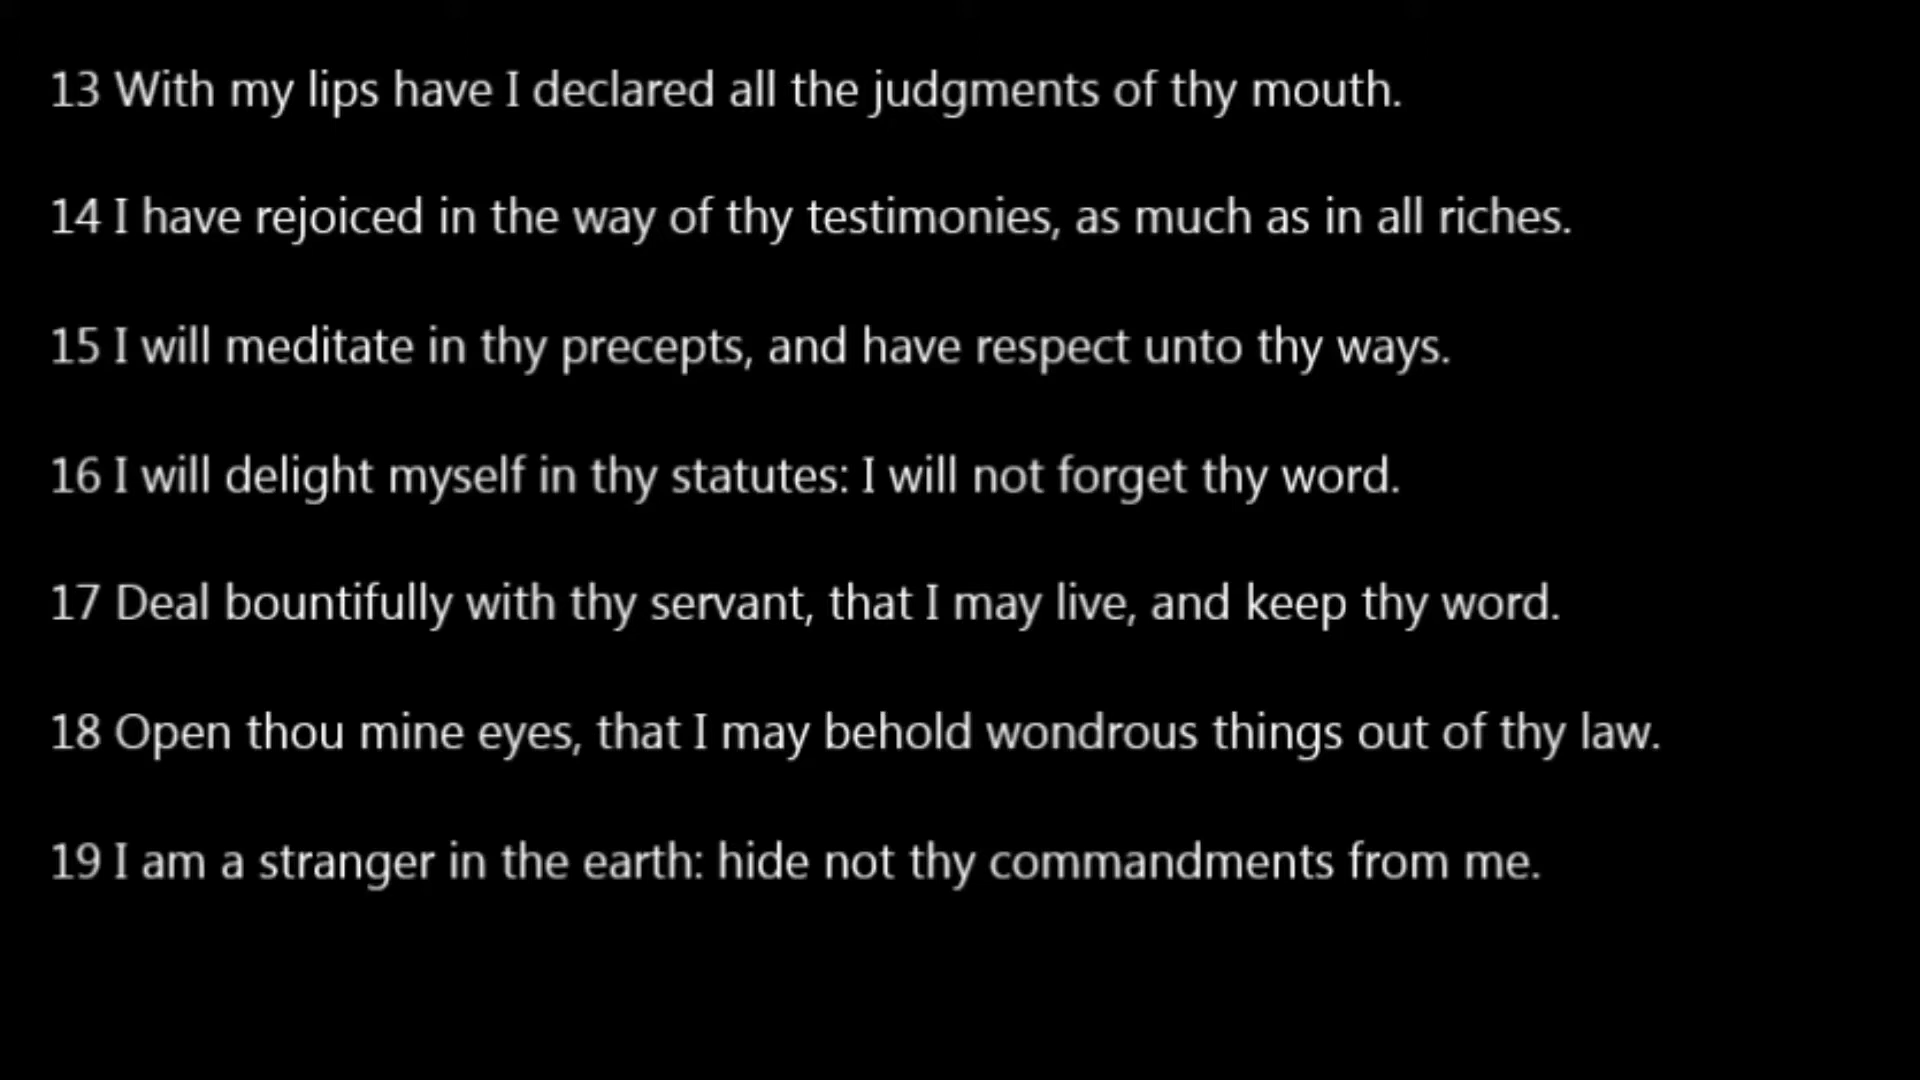 13 With my lips have I declared all the judgments of thy mouth.
14 I have rejoiced in the way of thy testimonies, as much as in all riches.
15 I will meditate in thy precepts, and have respect unto thy ways.
16 I will delight myself in thy statutes: I will not forget thy word.
17 Deal bountifully with thy servant, that I may live, and keep thy word.
18 Open thou mine eyes, that I may behold wondrous things out of thy law.
19 I am a stranger in the earth: hide not thy commandments from me.